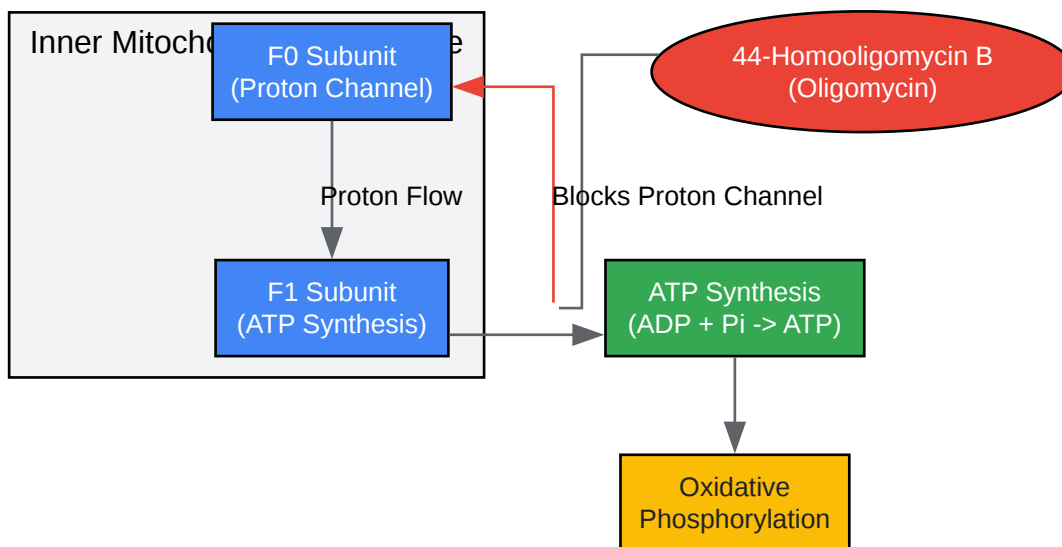 Inner Mitocho e
F0 Subunit
(Proton Channel)
44-Homooligomycin B
(Oligomycin)
Proton Flow
Blocks Proton Channel
F1 Subunit
(ATP Synthesis)
ATP Synthesis
(ADP + Pi -> ATP)
Oxidative
Phosphorylation